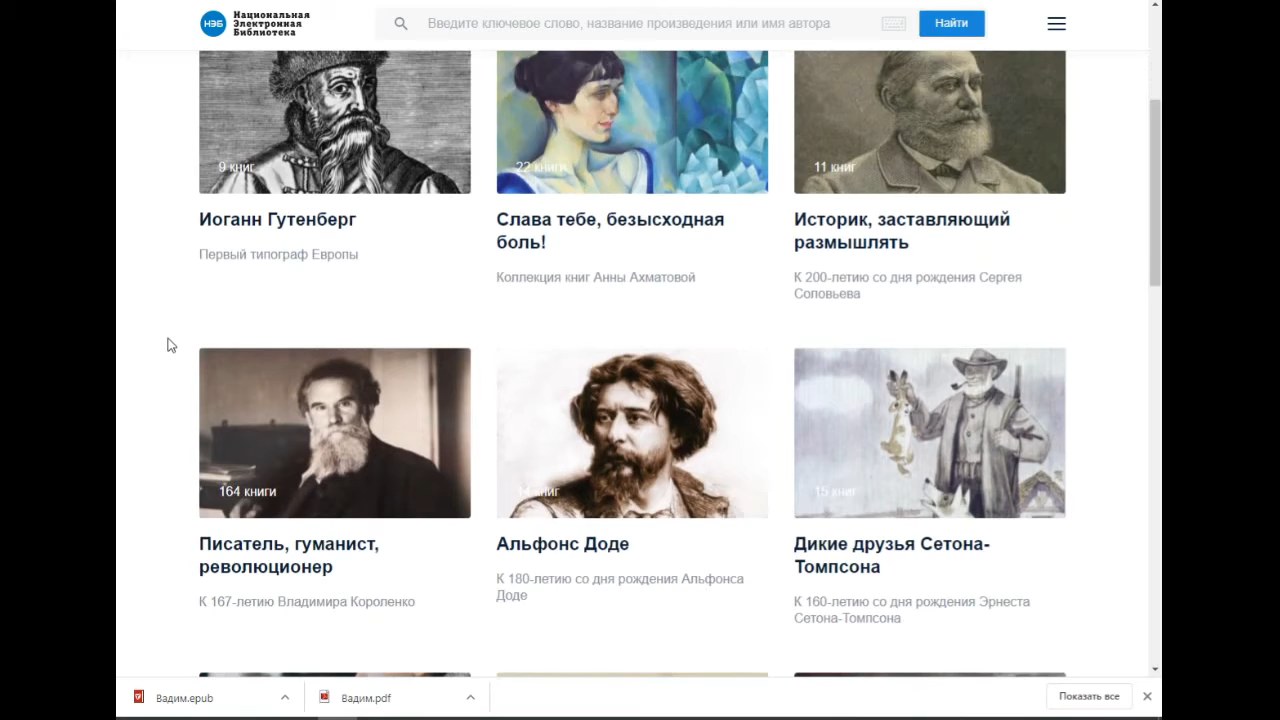 НЭБ
Национальная
Электронная
Библиотека
Введите ключевое слово, название произведения или имя автора
Найти
9 книг
22 книги
11 книг
Иоганн Гутенберг
Первый типограф Европы
Слава тебе, безысходная
боль!
Коллекция книг Анны Ахматовой
Историк, заставляющий
размышлять
К 200-летию со дня рождения Сергея
Соловьева
164 книги
14 книг
15 книг
Писатель, гуманист,
революционер
К 167-летию Владимира Короленко
Альфонс Доде
К 180-летию со дня рождения Альфонса
Доде
Дикие друзья Сетона-
Томпсона
К 160-летию со дня рождения Эрнеста
Сетона-Томпсона
Вадим.epub
Вадим.pdf
Показать все